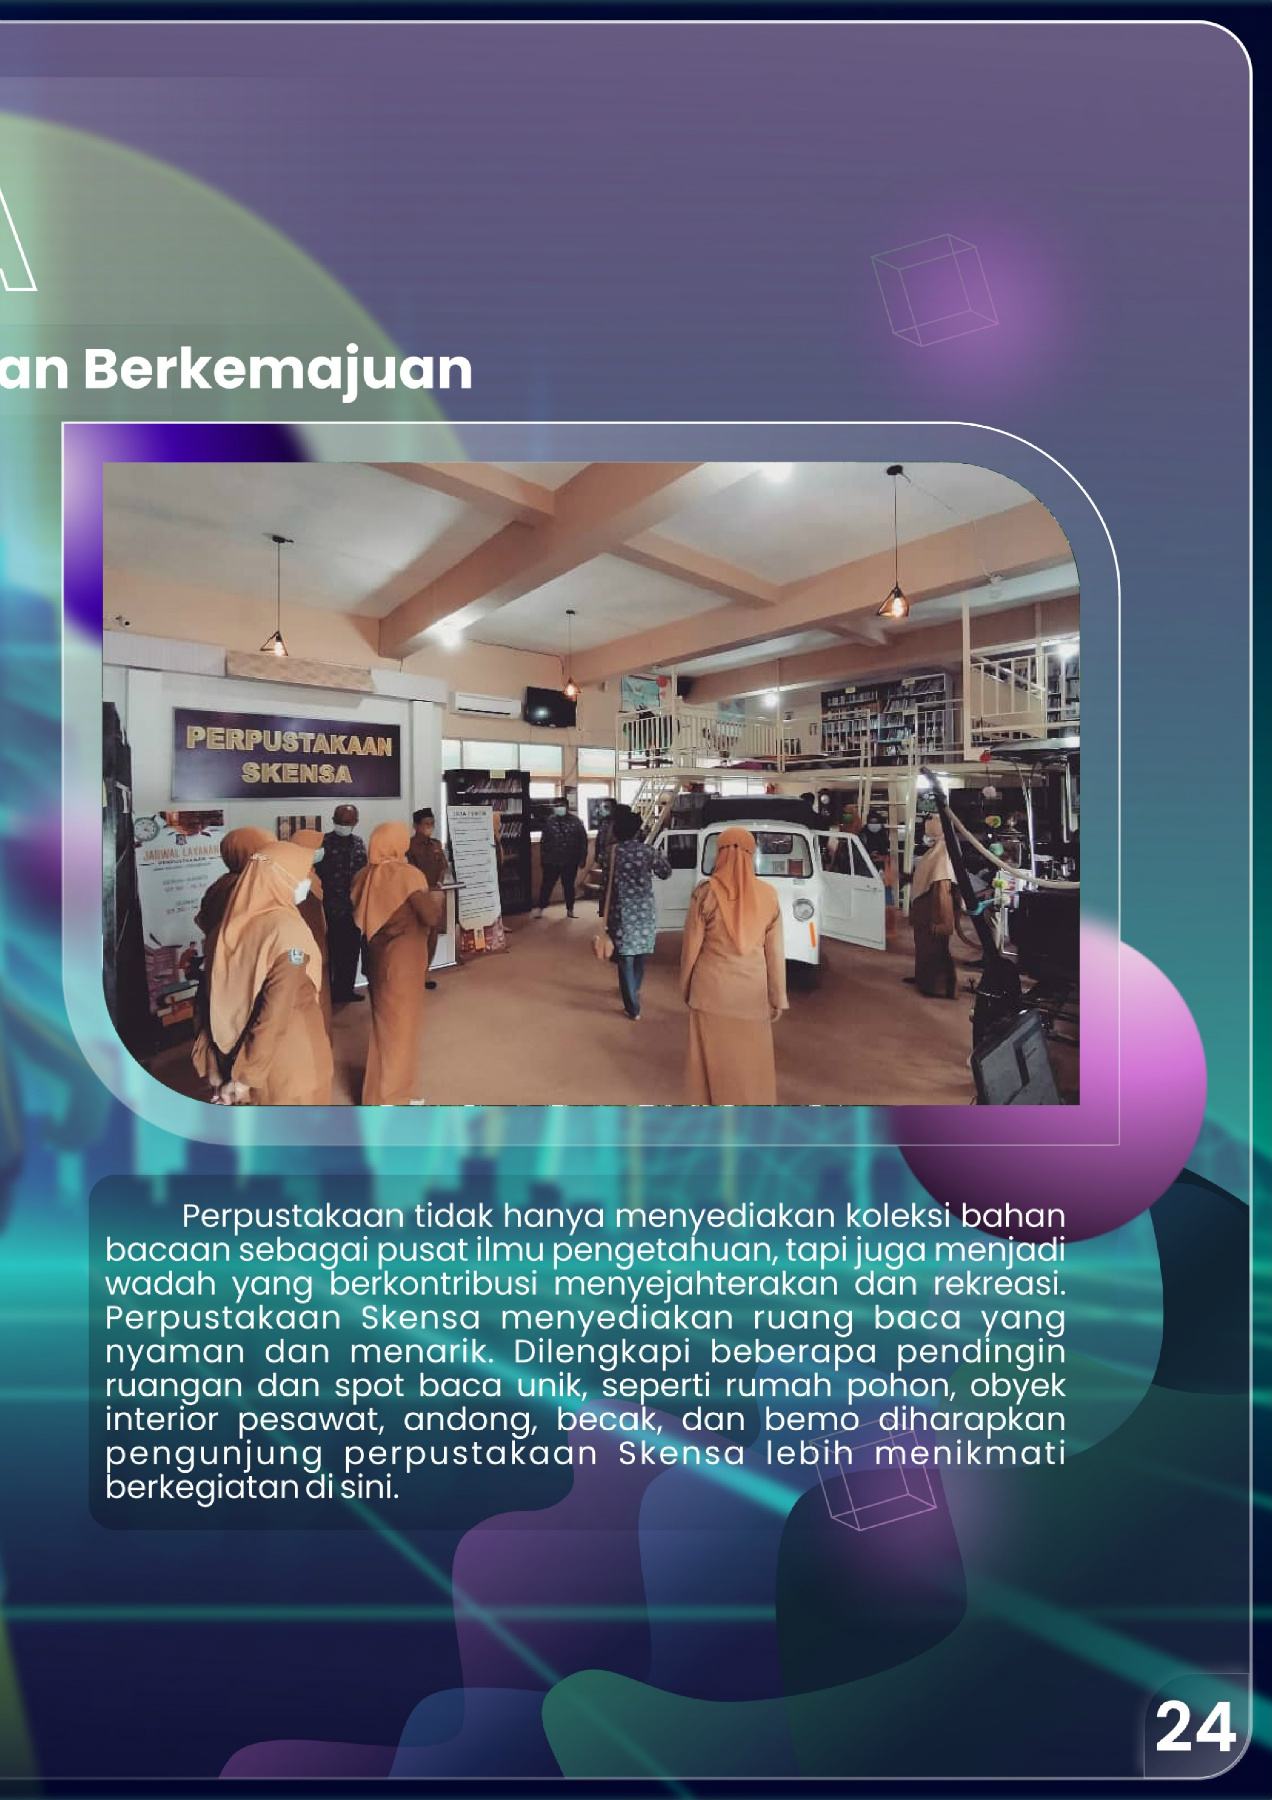 A
an Berkemajuan
PERPUSTAKAAN
SKENSA
JADWAL LAYANAN
PERPUSTAKAAN
Perpustakaan tidak hanya menyediakan koleksi bahan
bacaan sebagai pusat ilmu pengetahuan, tapi juga menjadi
wadah yang berkontribusi menyejahterakan dan rekreasi.
Perpustakaan Skensa menyediakan ruang baca yang
nyaman dan menarik. Dilengkapi beberapa pendingin
ruangan dan spot baca unik, seperti rumah pohon, obyek
interior pesawat, andong, becak, dan bemo diharapkan
pengunjung perpustakaan Skensa lebih menikmati
berkegiatan di sini.
24